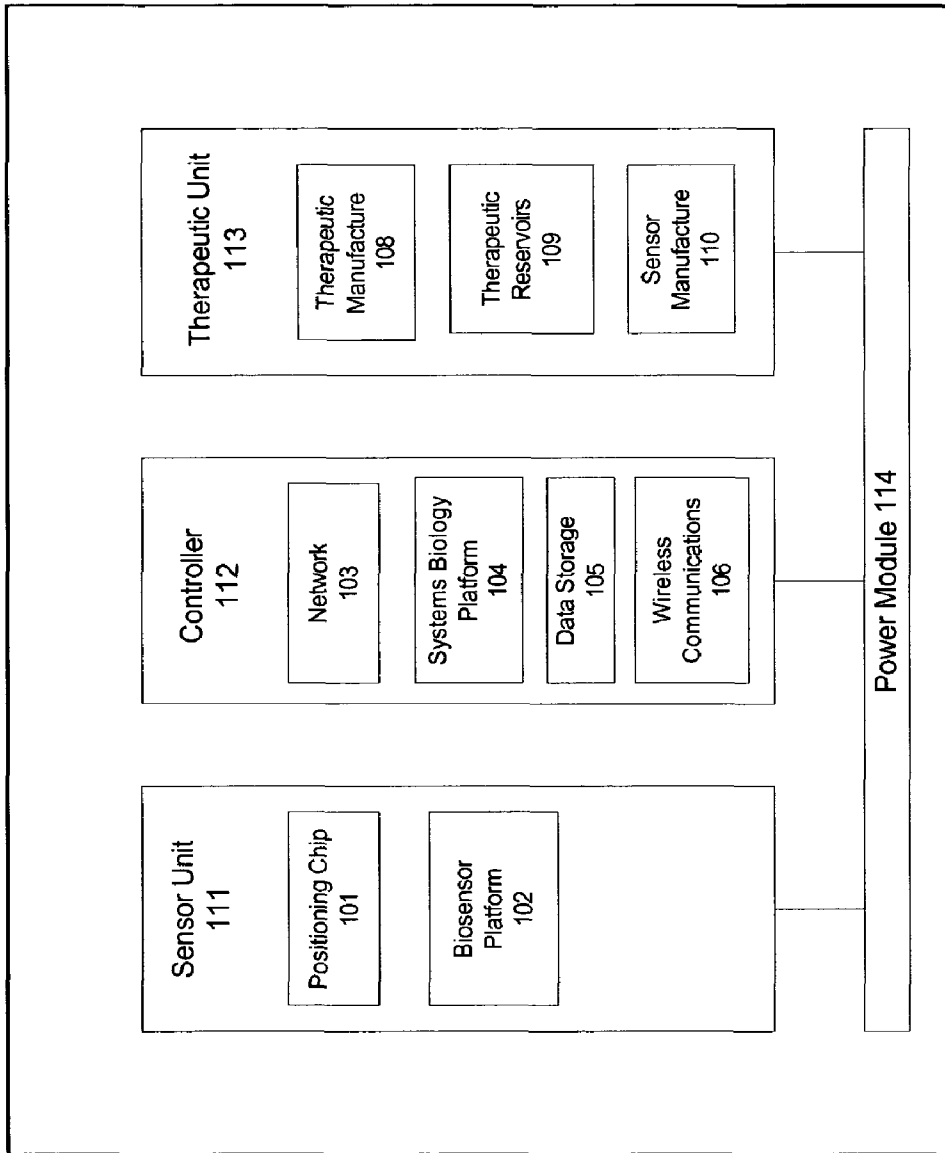 Sensor Unit
111
Positioning Chip
101
Biosensor
Platform
102
Controller
112
Network
103
Systems Biology
Platform
104
Data Storage
105
Wireless
Communications
106
Therapeutic Unit
113
Therapeutic
Manufacture
108
Therapeutic
Reservoirs
109
Sensor
Manufacture
110
Power Module 114